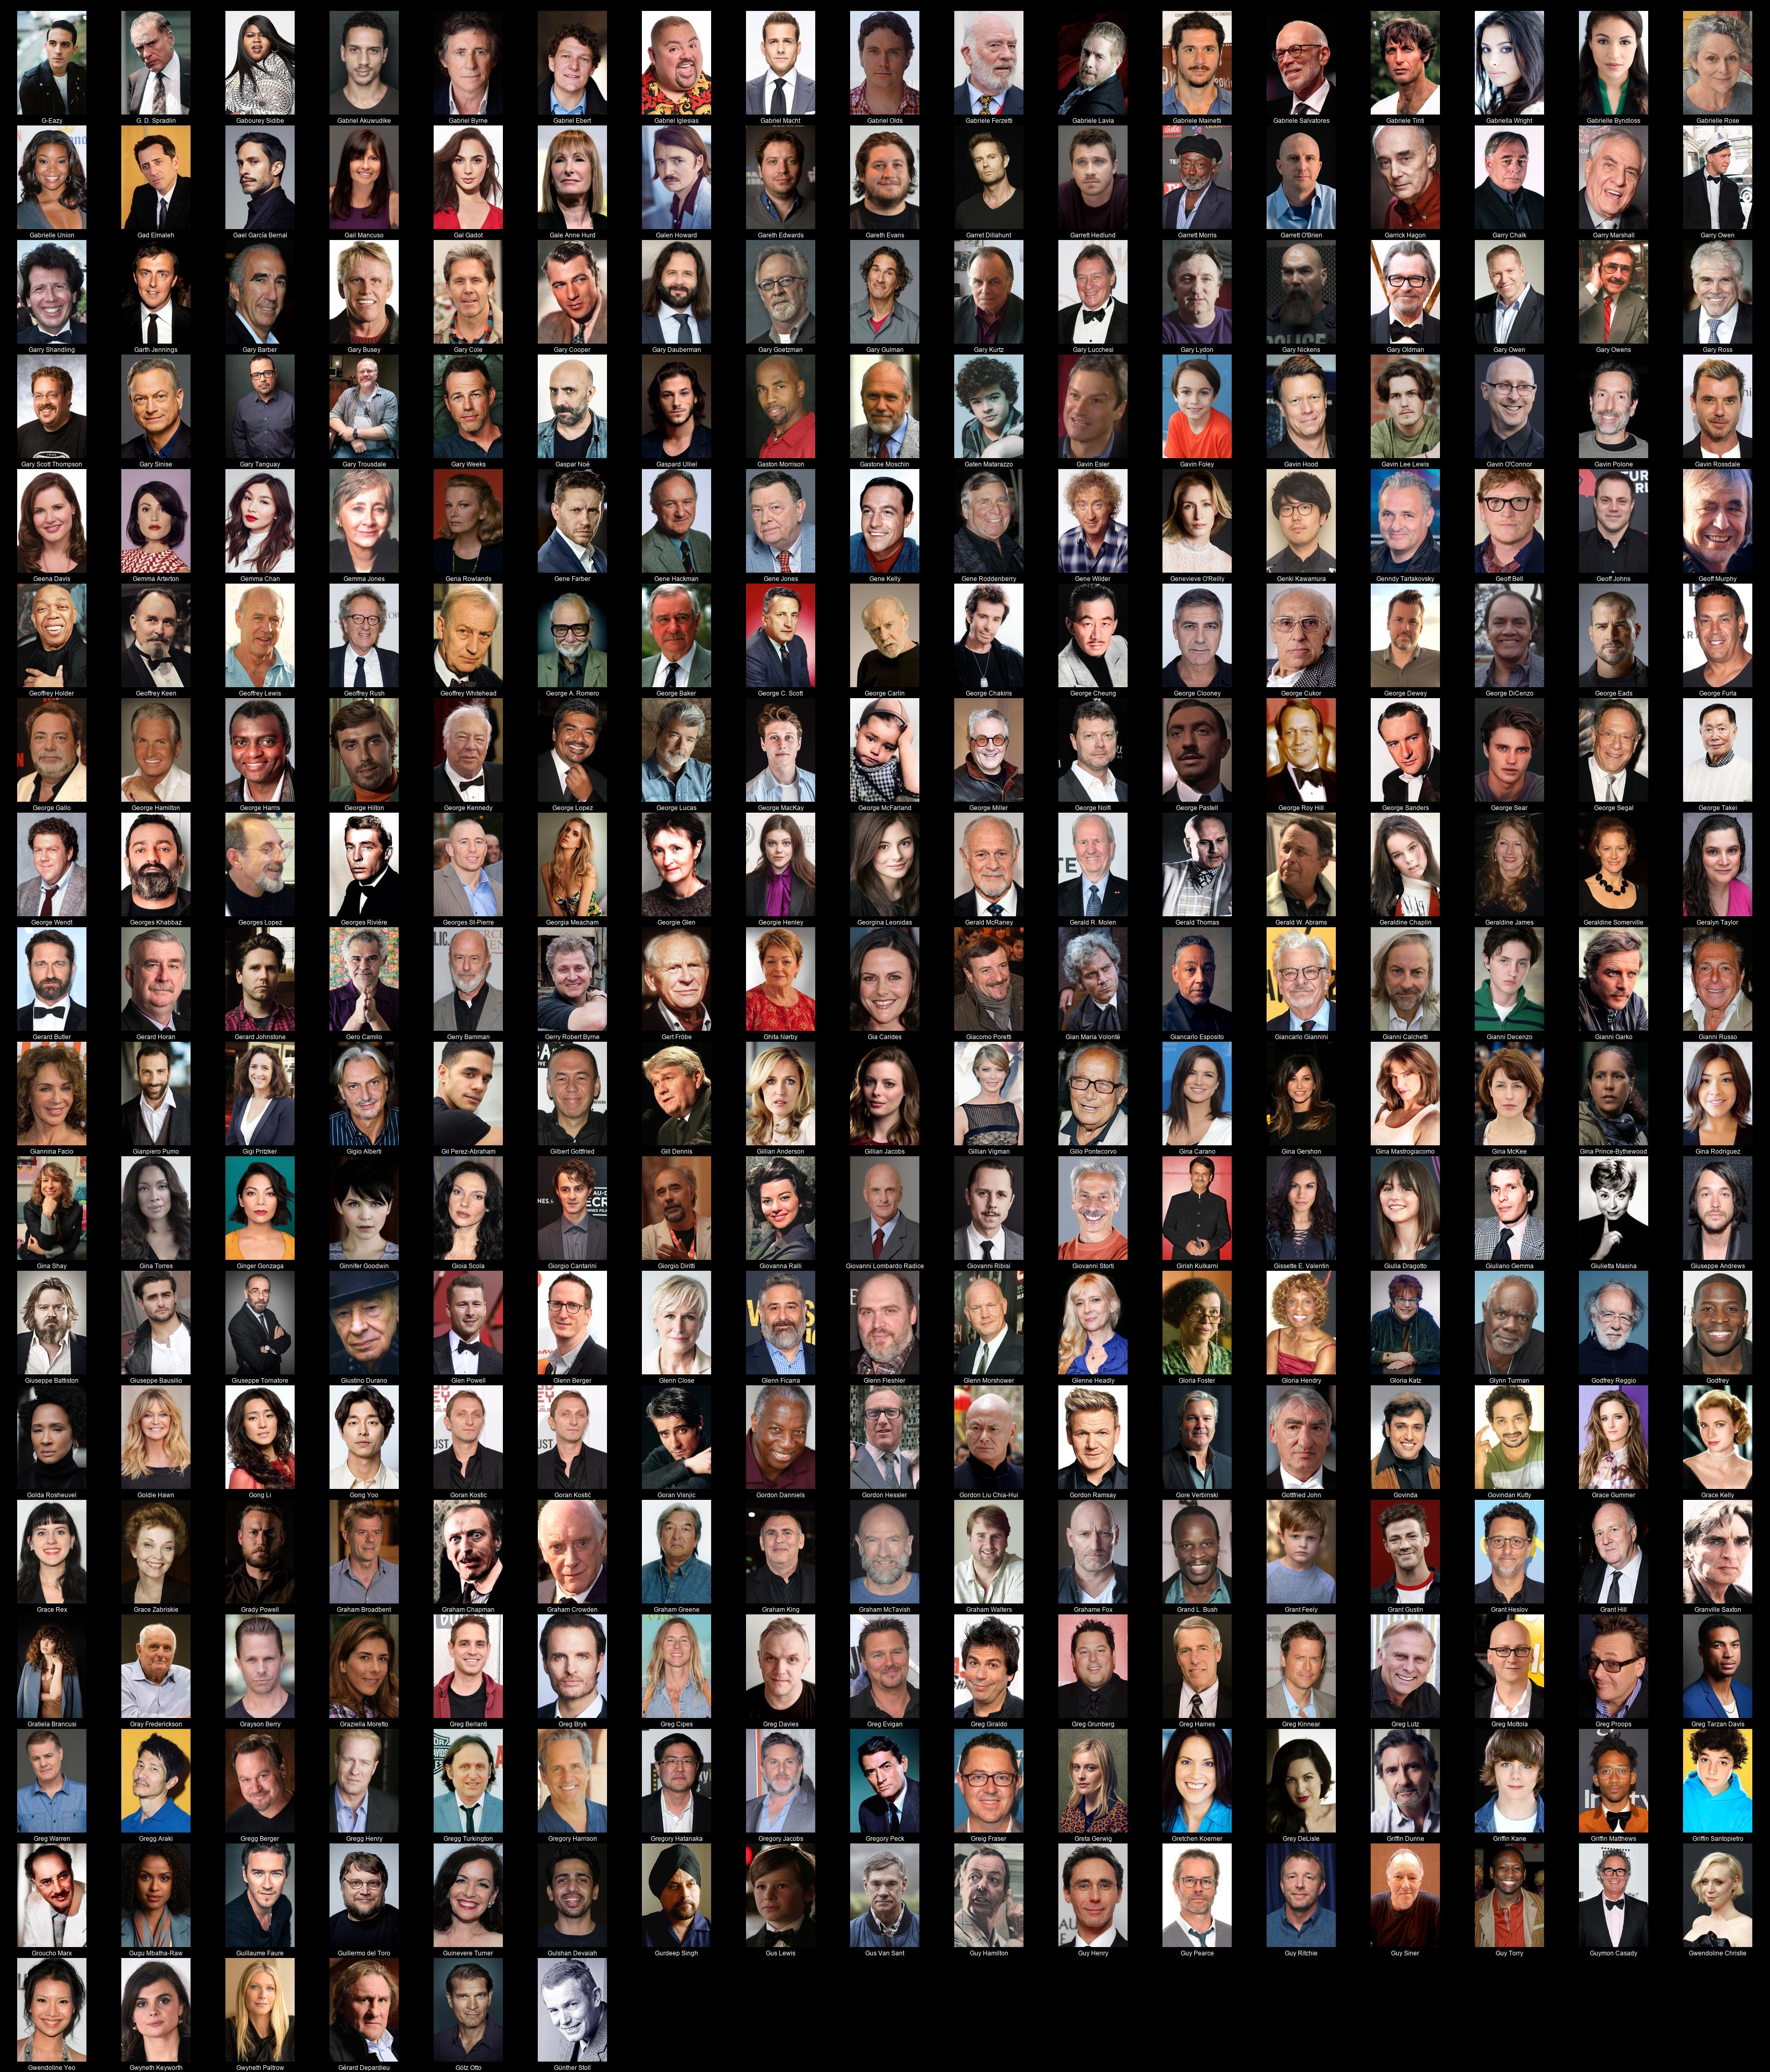 G-Eazy G. D. Spradlin Gabourey Sidibe Gabriel Akuwudike Gabriel Byrne Gabriel Ebert Gabriel Iglesias Gabriel Macht Gabriel Olds Gabriele Ferzetti Gabriele Lavia Gabriele Mainetti Gabriele Salvatores Gabriele Tinti Gabriella Wright Gabrielle Byndloss Gabrielle Rose
Gabrielle Union Gad Elmaleh Gael García Bernal Gail Mancuso Gal Gadot Gale Anne Hurd Galen Howard Gareth Edwards Gareth Evans Garret Dillahunt Garrett Hedlund Garrett Morris Garrett O'Brien Garrick Hagon Garry Chalk Garry Marshall Garry Owen
Garry Shandling Garth Jennings Gary Barber Gary Busey Gary Cole Gary Cooper Gary Dauberman Gary Goetzman Gary Gulman Gary Kurtz Gary Lucchesi Gary Lydon Gary Nickens Gary Oldman Gary Owen Gary Owens Gary Ross
Gary Scott Thompson Gary Sinise Gary Tanguay Gary Trousdale Gary Weeks Gaspar Noé Gaspard Ulliel Gaston Morrison Gastone Moschin Gaten Matarazzo Gavin Esler Gavin Foley Gavin Hood Gavin Lee Lewis Gavin O'Connor Gavin Polone Gavin Rossdale
Geena Davis Gemma Arterton Gemma Chan Gemma Jones Gena Rowlands Gene Farber Gene Hackman Gene Jones Gene Kelly Gene Roddenberry Gene Wilder Genevieve O'Reilly Genki Kawamura Genndy Tartakovsky Geoff Bell Geoff Johns Geoff Murphy
Geoffrey Holder Geoffrey Keen Geoffrey Lewis Geoffrey Rush Geoffrey Whitehead George A. Romero George Baker George C. Scott George Carlin George Chakiris George Cheung George Clooney George Cukor George Dewey George DiCenzo George Eads George Furla
George Gallo George Hamilton George Harris George Hilton George Kennedy George Lopez George Lucas George MacKay George McFarland George Miller George Nolfi George Pastell George Roy Hill George Sanders George Sear George Segal George Takei
George Wendt Georges Khabbaz Georges Lopez Georges Rivière Georges St-Pierre Georgia Meacham Georgie Glen Georgie Henley Georgina Leonidas Gerald McRaney Gerald R. Molen Gerald Thomas Gerald W. Abrams Geraldine Chaplin Geraldine James Geraldine Somerville Geralyn Taylor
Gerard Butler Gerard Horan Gerard Johnstone Gero Camilo Gerry Bamman Gerry Robert Byrne Gert Fröbe Ghita Nørby Gia Carides Giacomo Poretti Gian Maria Volonté Giancarlo Esposito Giancarlo Giannini Gianni Calchetti Gianni Decenzo Gianni Garko Gianni Russo
Giannina Facio Gianpiero Pumo Gigi Pritzker Gigio Alberti Gil Perez-Abraham Gilbert Gottfried Gill Dennis Gillian Anderson Gillian Jacobs Gillian Vigman Gillo Pontecorvo Gina Carano Gina Gershon Gina Mastrogiacomo Gina McKee Gina Prince-Bythewood Gina Rodriguez
Gina Shay Gina Torres Ginger Gonzaga Ginnifer Goodwin Gioia Scola Giorgio Cantarini Giorgio Diritti Giovanna Ralli Giovanni Lombardo Radice Giovanni Ribisi Giovanni Storti Girish Kulkarni Gissette E. Valentin Giulia Dragotto Giuliano Gemma Giulietta Masina Giuseppe Andrews
Giuseppe Battiston Giuseppe Bausilio Giuseppe Tornatore Giustino Durano Glen Powell Glenn Berger Glenn Close Glenn Ficarra Glenn Fleshler Glenn Morshower Glenne Headly Gloria Foster Gloria Hendry Gloria Katz Glynn Turman Godfrey Reggio Godfrey
Golda Rosheuvel Goldie Hawn Gong Li Gong Yoo Goran Kostic Goran Kostić Goran Visnjic Gordon Danniels Gordon Hessler Gordon Liu Chia-Hui Gordon Ramsay Gore Verbinski Gottfried John Govinda Govindan Kutty Grace Gummer Grace Kelly
Grace Rex Grace Zabriskie Grady Powell Graham Broadbent Graham Chapman Graham Crowden Graham Greene Graham King Graham McTavish Graham Walters Grahame Fox Grand L. Bush Grant Feely Grant Gustin Grant Heslov Grant Hill Granville Saxton
Gratiela Brancusi Gray Frederickson Grayson Berry Graziella Moretto Greg Berlanti Greg Bryk Greg Cipes Greg Davies Greg Evigan Greg Giraldo Greg Grunberg Greg Haines Greg Kinnear Greg Lutz Greg Mottola Greg Proops Greg Tarzan Davis
Greg Warren Gregg Araki Gregg Berger Gregg Henry Gregg Turkington Gregory Harrison Gregory Hatanaka Gregory Jacobs Gregory Peck Greig Fraser Greta Gerwig Gretchen Koerner Grey DeLisle Griffin Dunne Griffin Kane Griffin Matthews Griffin Santopietro
Groucho Marx Gugu Mbatha-Raw Guillaume Faure Guillermo del Toro Guinevere Turner Gulshan Devaiah Gurdeep Singh Gus Lewis Gus Van Sant Guy Hamilton Guy Henry Guy Pearce Guy Ritchie Guy Siner Guy Torry Guymon Casady Gwendoline Christie
Gwendoline Yeo Gwyneth Keyworth Gwyneth Paltrow Gérard Depardieu Götz Otto Günther Stoll